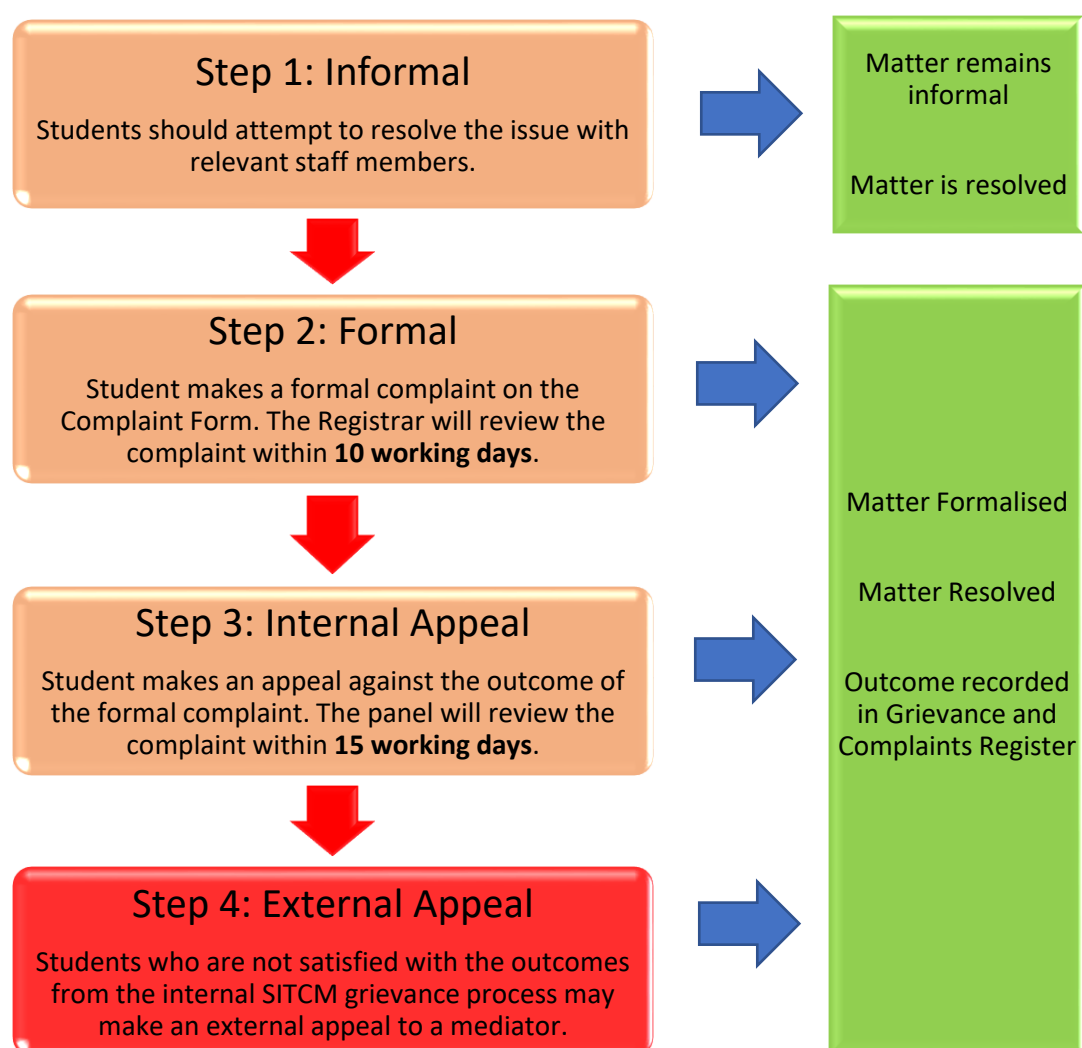 Step 1: Informal
Students should attempt to resolve the issue with
relevant staff members.
Matter remains
informal
Matter is resolved
Step 2: Formal
Student makes a formal complaint on the
Complaint Form. The Registrar will review the
complaint within 10 working days.
Step 3: Internal Appeal
Student makes an appeal against the outcome of
the formal complaint. The panel will review the
complaint within 15 working days.
Step 4: External Appeal
Students who are not satisfied with the outcomes
from the internal SITCM grievance process may
make an external appeal to a mediator.
Matter Formalised
Matter Resolved
Outcome recorded
in Grievance and
Complaints Register